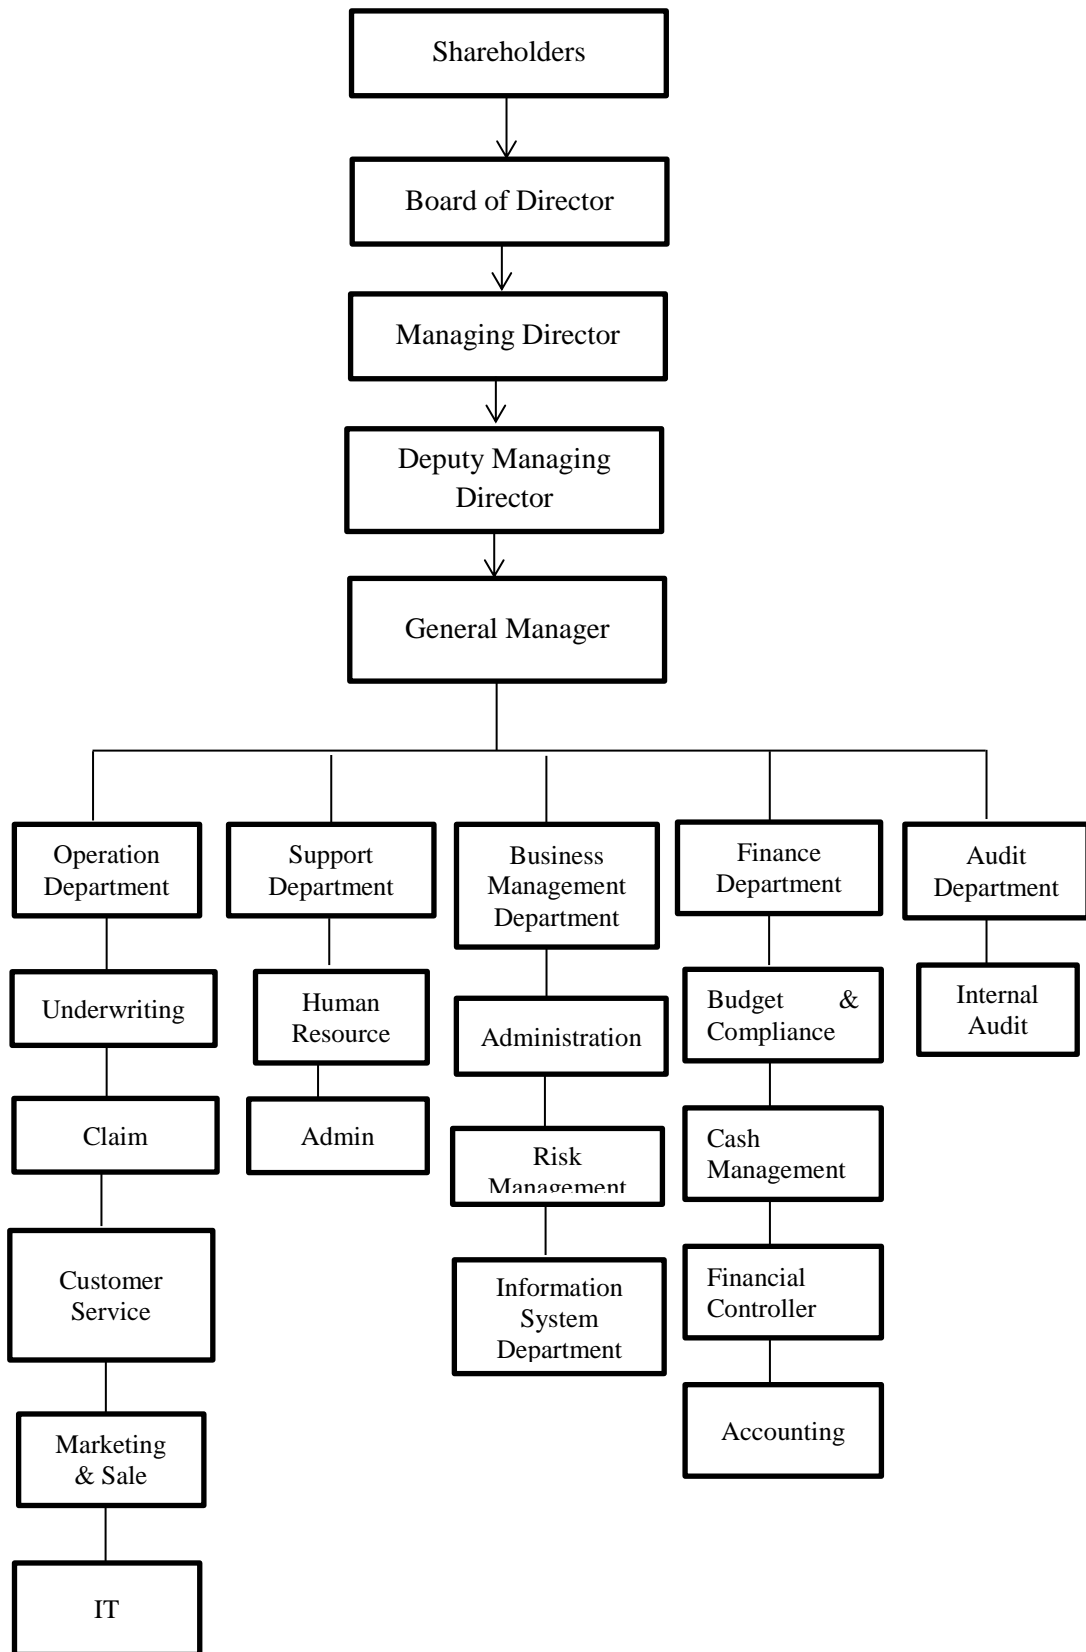 Shareholders
Board of Director
Managing Director
Deputy Managing
Director
General Manager
Operation
Department
Support
Department
Business
Management
Department
Finance
Department
Audit
Department
Underwriting
Human
Resource
Administration
Budget &
Compliance
Internal
Audit
Claim
Admin
Risk
Management
Cash
Management
Customer
Service
Information
System
Department
Financial
Controller
Marketing
& Sale
Accounting
IT